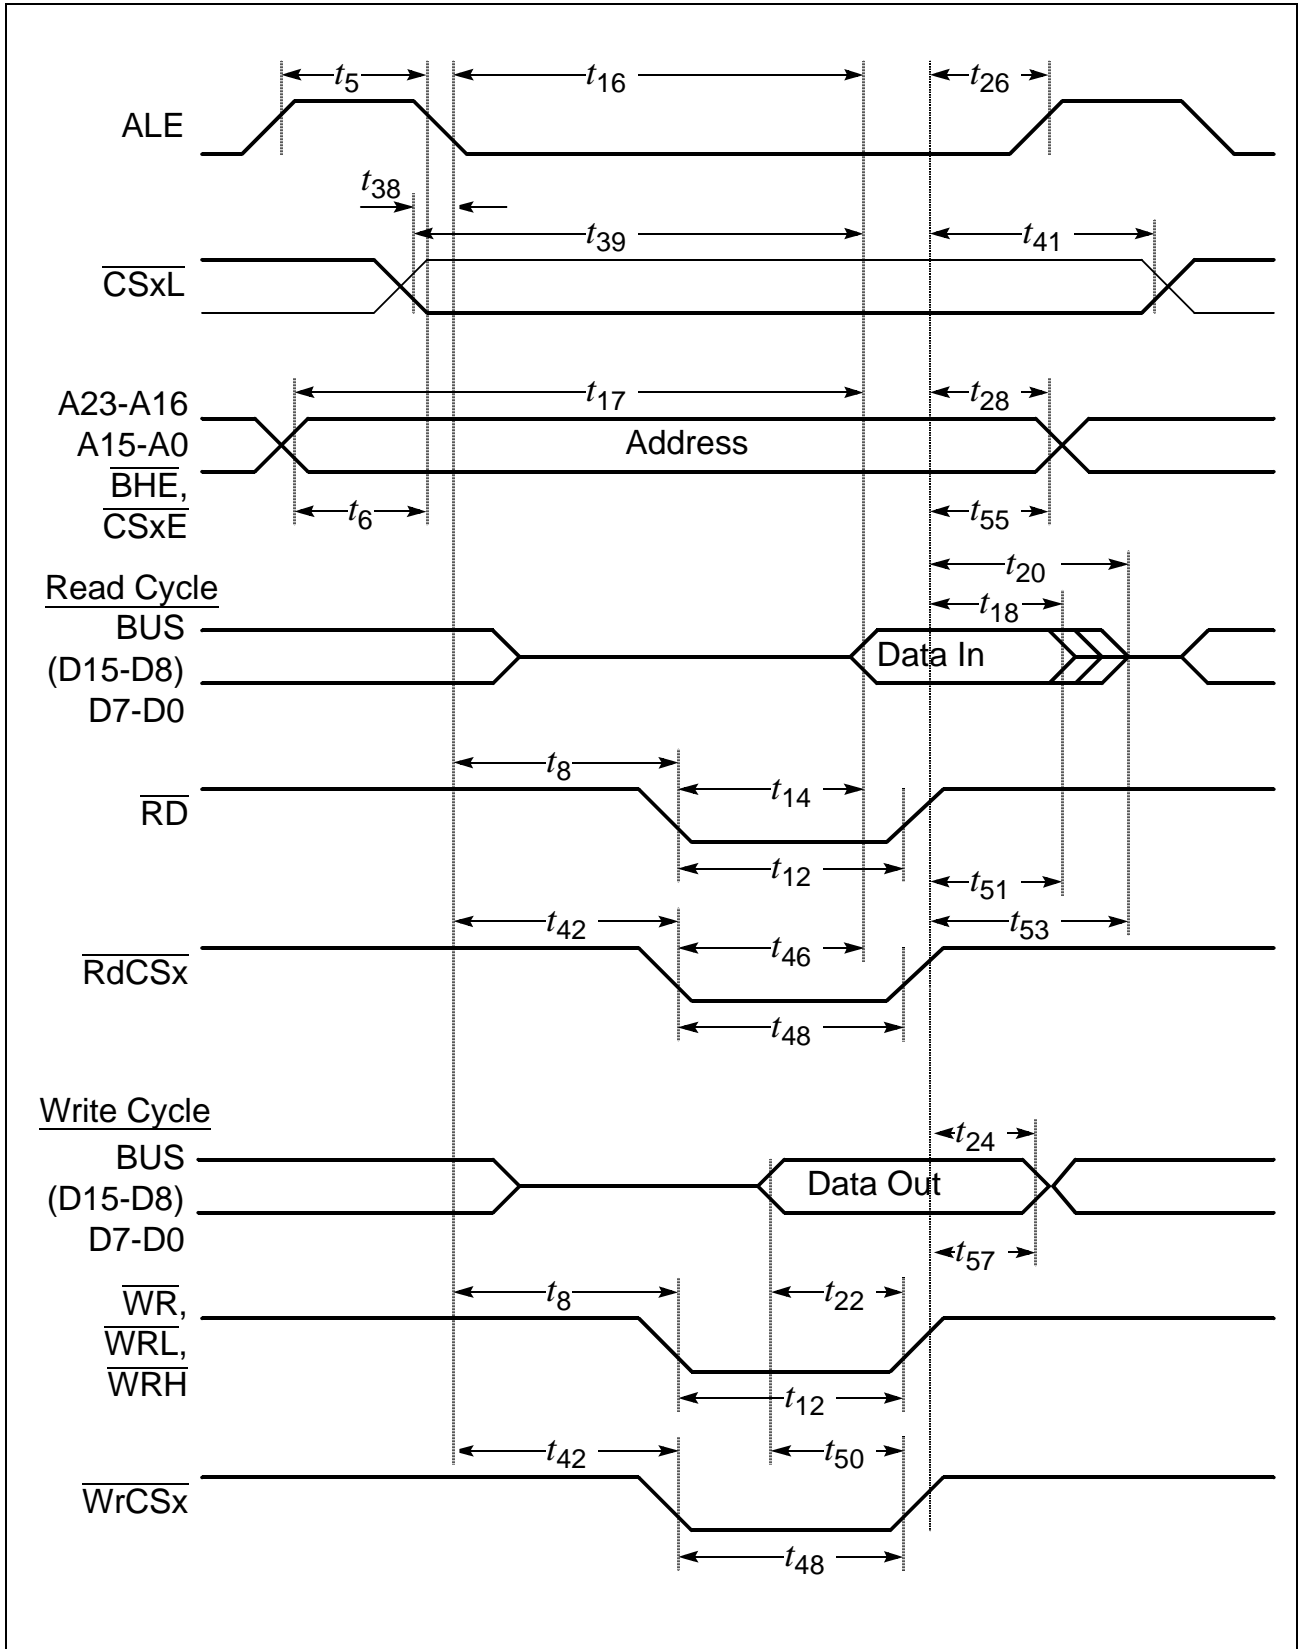 t5 t16 t26
ALE
t38
t39 t41
CSxL
t17 t28
A23-A16
A15-A0 Address
BHE,
CSxE
t6 t55
t20
Read Cycle
t18
BUS
(D15-D8) Data In
D7-D0
t8
t14
RD
t12
t51
t42 t53
t46
RdCSx
t48
Write Cycle
t24
BUS
(D15-D8) Data Out
D7-D0
t57
t8 t22
WR,
WRL,
WRH
t12
t42 t50
WrCSx
t48